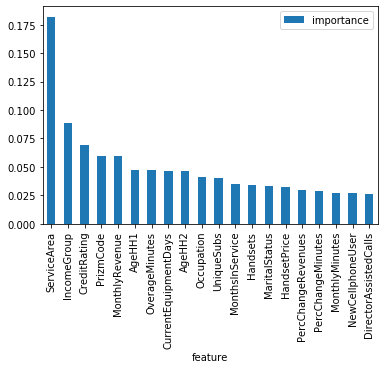 importance
0.175
0.150
0.125
0.100
0.075
0.050
0.025
0.000
ServiceArea
IncomeGroup
CreditRating
PrizmCode
MonthlyRevenue
AgeHH1
OverageMinutes
CurrentEquipmentDays
AgeHH2
Occupation
UniqueSubs
MonthsInService
Handsets
MaritalStatus
HandsetPrice
PercChangeRevenues
PercChangeMinutes
MonthlyMinutes
NewCellphoneUser
DirectorAssistedCalls
feature